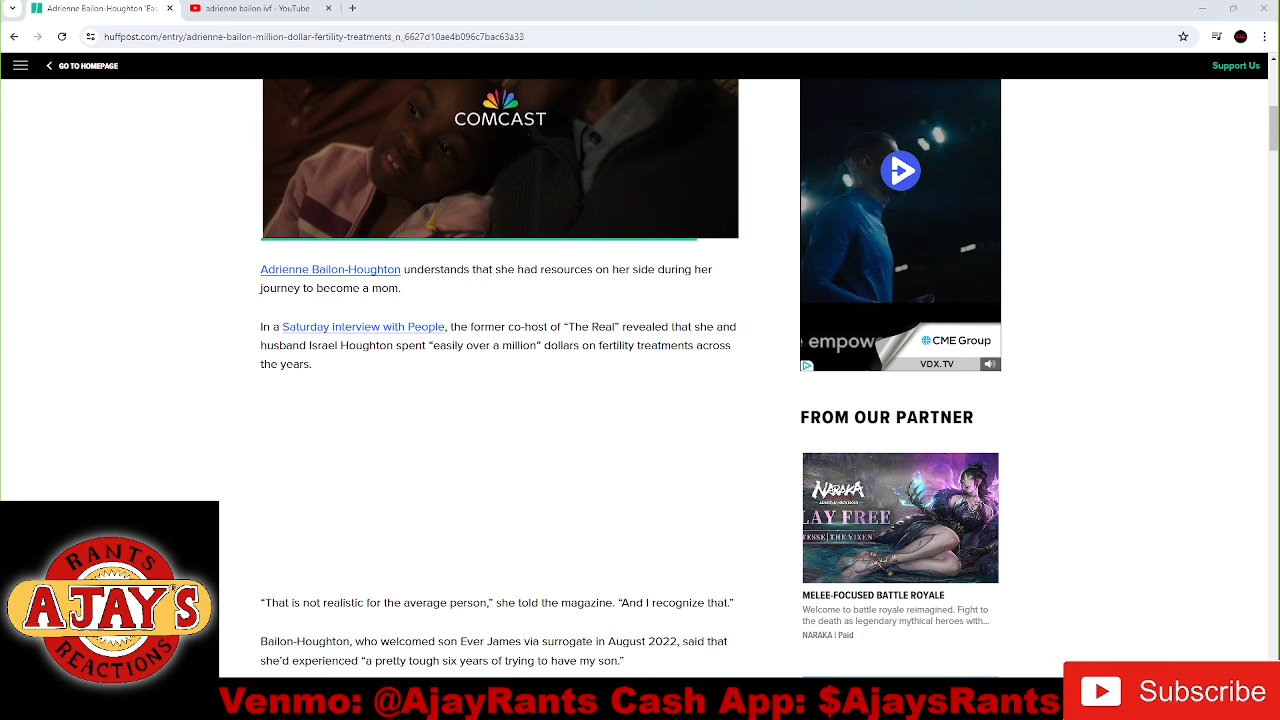 Adrienne Bailon-Houghton 'Eas
adrienne bailon ivf - YouTube
huffpost.com/entry/adrienne-bailon-million-dollar-fertility-treatments_n_6627d10ae4b096c7bac63a33
GO TO HOMEPAGE
Support Us
COMCAST
Adrienne Bailon-Houghton understands that she had resources on her side during her
journey to become a mom.
In a Saturday interview with People, the former co-host of “The Real” revealed that she and
husband Israel Houghton spent “easily over a million” dollars on fertility treatments across
the years.
“That is not realistic for the average person,” she told the magazine. “And I recognize that.”
Bailon-Houghton, who welcomed son Ever James via surrogate in August 2022, said that
she’d experienced “a pretty tough six years of trying to have my son.”
empow
CME Group
VDX.TV
FROM OUR PARTNER
NARAKA
LAY FREE
TESSE|THE VIXEN
MELEE-FOCUSED BATTLE ROYALE
Welcome to battle royale reimagined. Fight to
the death as legendary mythical heroes with...
NARAKA | Paid
RANTS
AJAY'S
REACTIONS
Venmo: @AjayRants Cash App: $AjaysRants
Subscribe